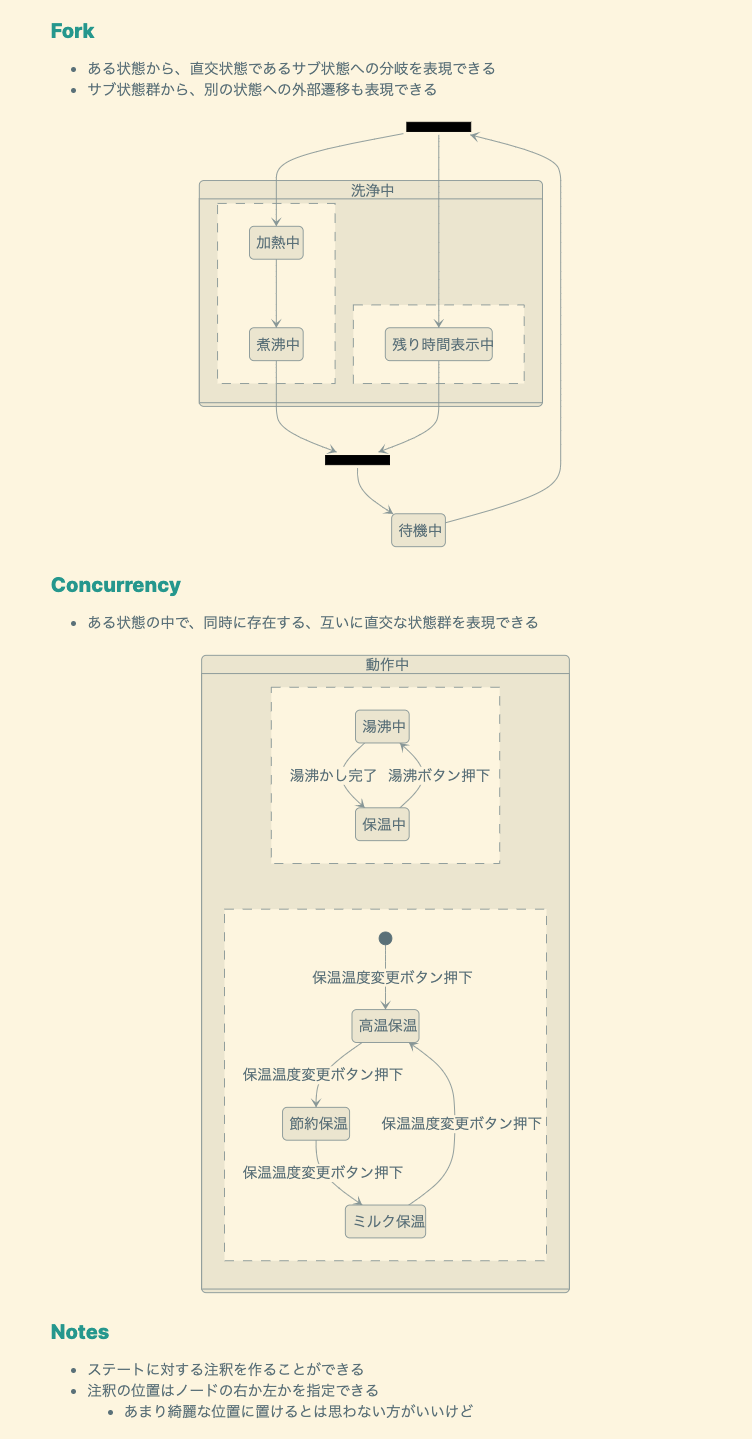 Fork
ある状態から、直交状態であるサブ状態への分岐を表現できる
サブ状態群から、別の状態への外部遷移も表現できる
洗浄中
加熱中
煮沸中
残り時間表示中
待機中
Concurrency
ある状態の中で、同時に存在する、互いに直交な状態群を表現できる
動作中
湯沸中
湯沸かし完了
湯沸ボタン押下
保温中
保温温度変更ボタン押下
高温保温
保温温度変更ボタン押下
節約保温
保温温度変更ボタン押下
保温温度変更ボタン押下
ミルク保温
Notes
ステートに対する注釈を作ることができる
注釈の位置はノードの右か左かを指定できる
あまり綺麗な位置に置けるとは思わない方がいいけど